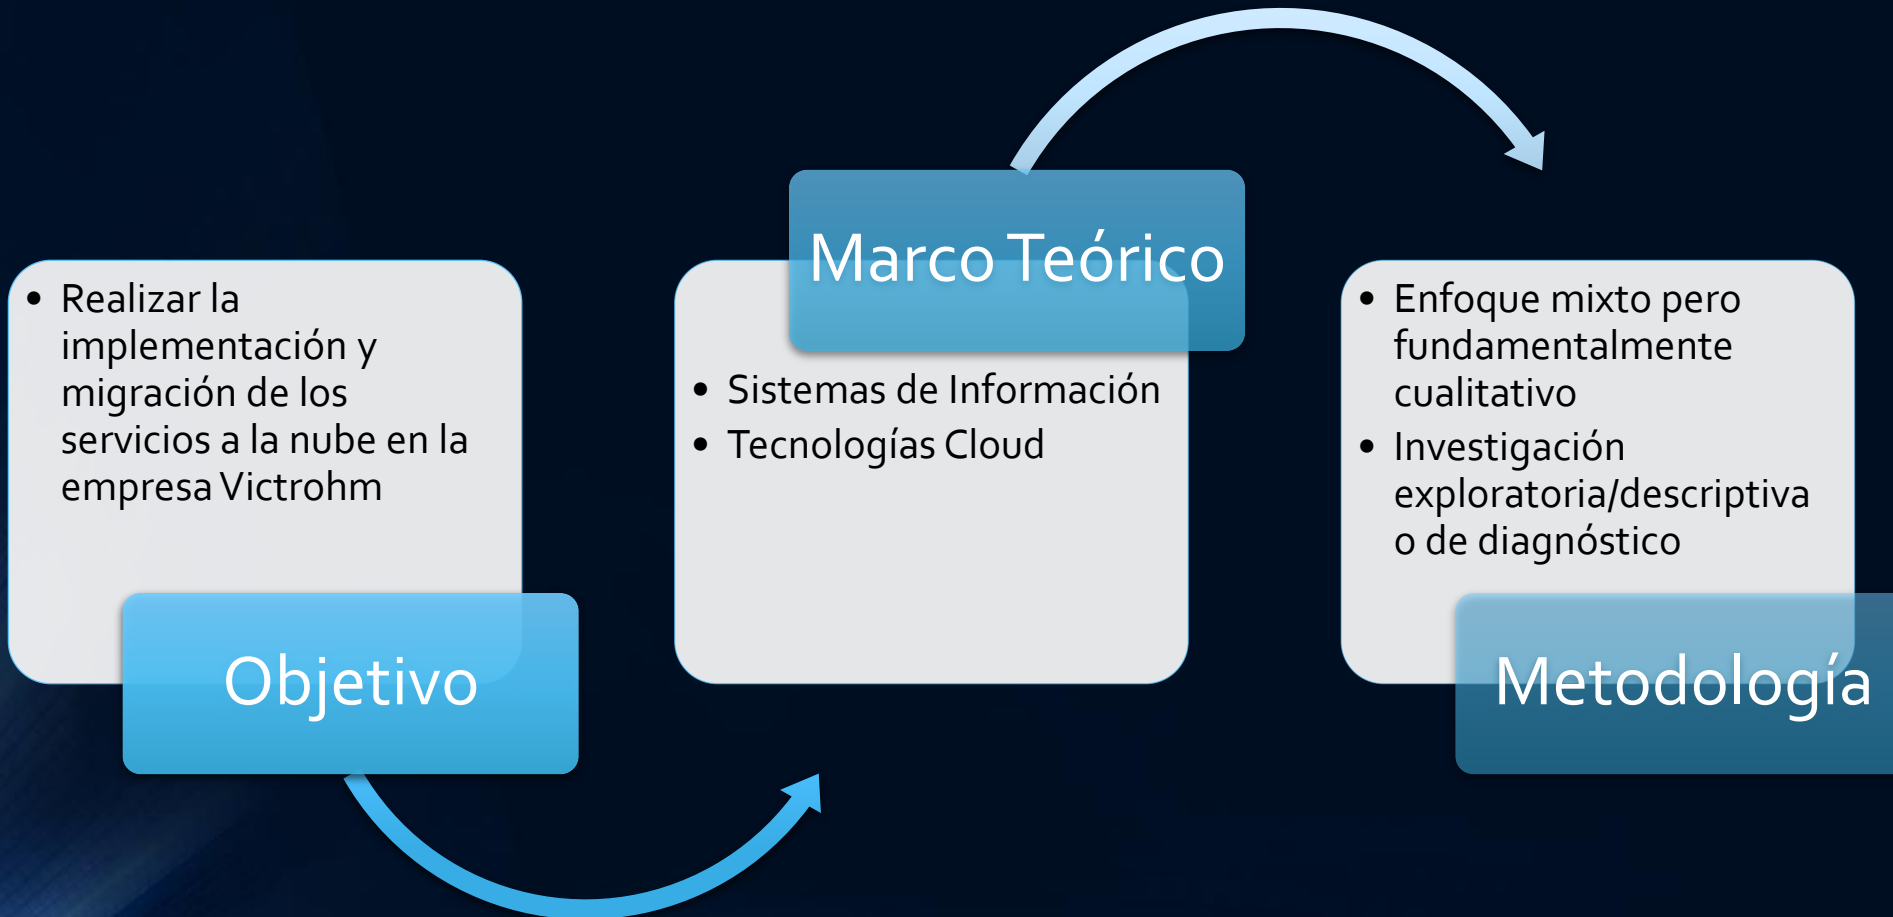 • Realizar la
implementación y
migración de los
servicios a la nube en la
empresa Victrohm
Objetivo
Marco Teórico
• Sistemas de Información
• Tecnologías Cloud
• Enfoque mixto pero
fundamentalmente
cualitativo
• Investigación
exploratoria/descriptiva
o de diagnóstico
Metodología